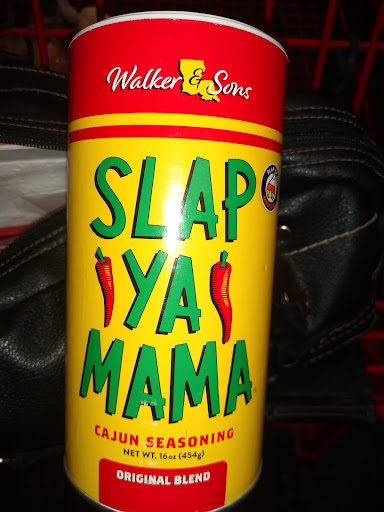 Walker & Sons
SLAP
YA
MAMA
CAJUN SEASONING
NET WT. 16oz (454g)
ORIGINAL BLEND